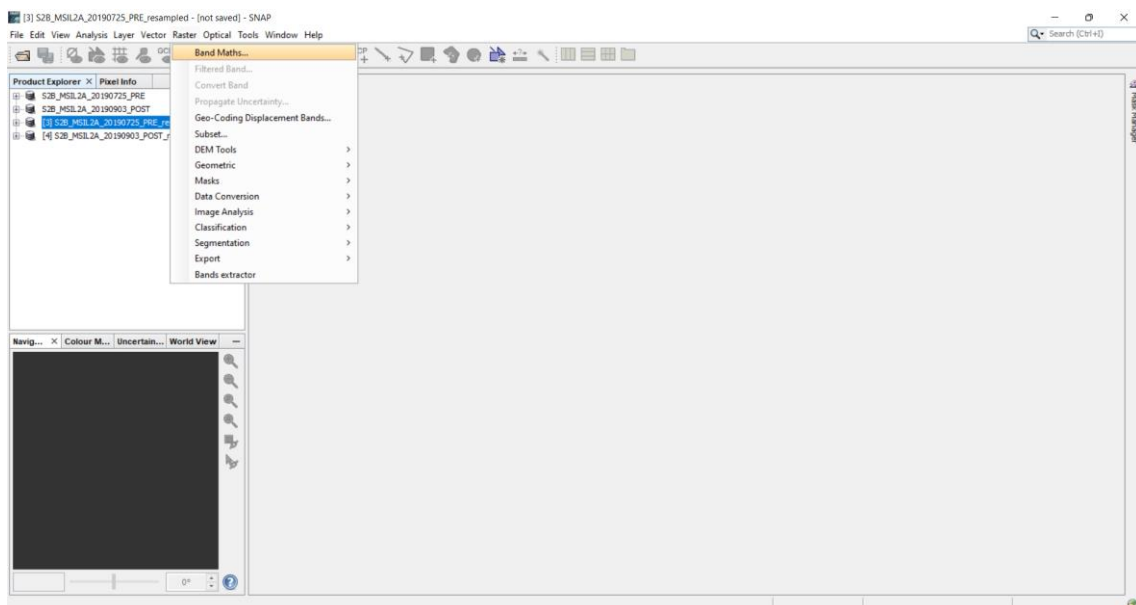 [3] S2B_MSIL2A_20190725_PRE_resampled - [not saved] - SNAP
File Edit View Analysis Layer Vector Raster Optical Tools Window Help
Search (Ctrl+I)
Band Maths...
Filtered Band...
Convert Band
Propagate Uncertainty...
Geo-Coding Displacement Bands...
Subset...
DEM Tools
Geometric
Masks
Data Conversion
Image Analysis
Classification
Segmentation
Export
Bands extractor
Product Explorer Pixel Info
S2B_MSIL2A_20190725_PRE
S2B_MSIL2A_20190903_POST
[3] S2B_MSIL2A_20190725_PRE_re
[4] S2B_MSIL2A_20190903_POST_r
Mask Manager
Navig... Colour M... Uncertain... World View
0°